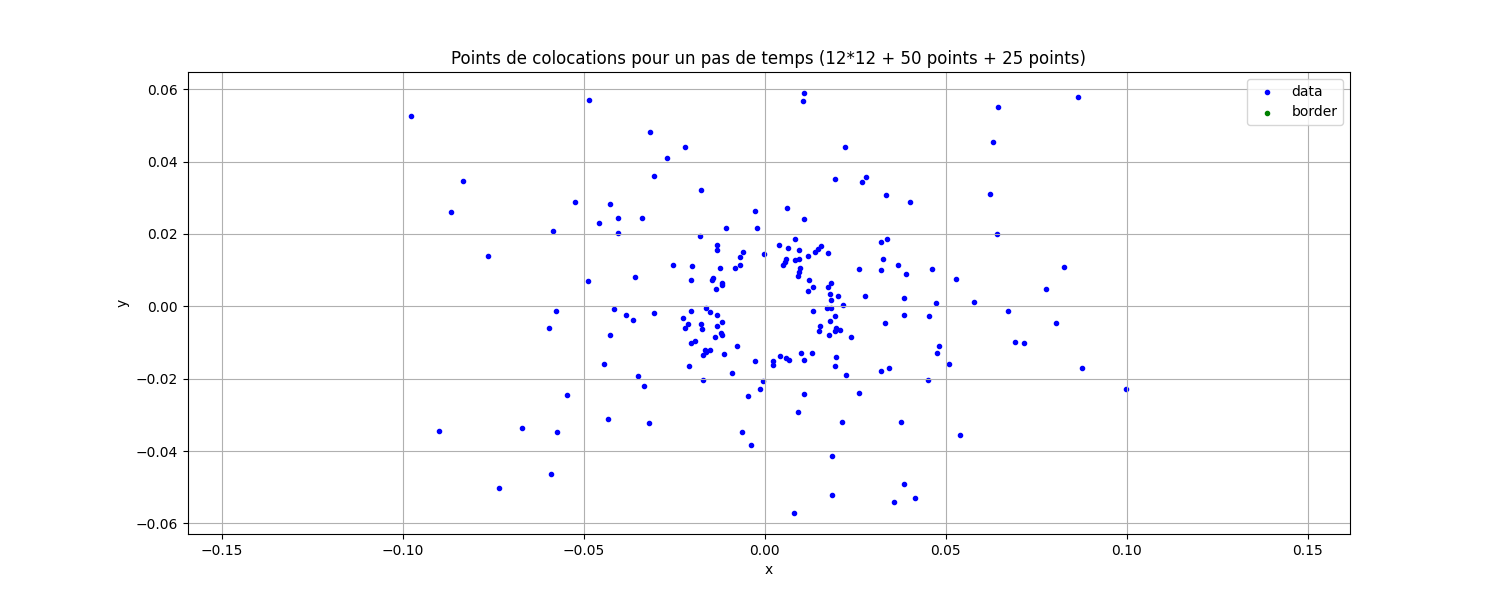 Points de colocations pour un pas de temps (12*12 + 50 points + 25 points)
data
border
0.06
0.04
0.02
0.00
−0.02
−0.04
−0.06
y
−0.15
−0.10
−0.05
0.00
0.05
0.10
0.15
x